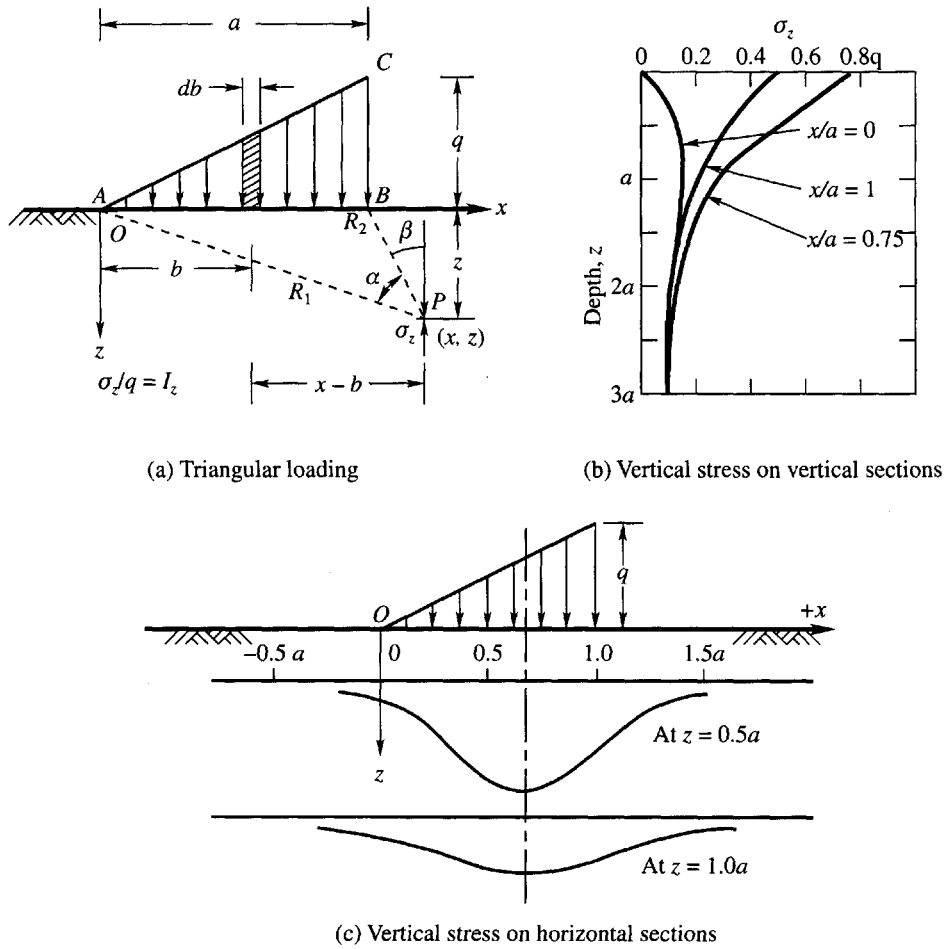 a
C
db
q
A
B
x
O
R₂
β
z
b
R₁
α
P
σz
(x, z)
z
σz/q = Iz
x – b
(a) Triangular loading
σz
0 0.2 0.4 0.6 0.8q
x/a = 0
a
x/a = 1
x/a = 0.75
Depth, z
2a
3a
(b) Vertical stress on vertical sections
q
O
+x
–0.5 a 0 0.5 1.0 1.5a
At z = 0.5a
z
At z = 1.0a
(c) Vertical stress on horizontal sections